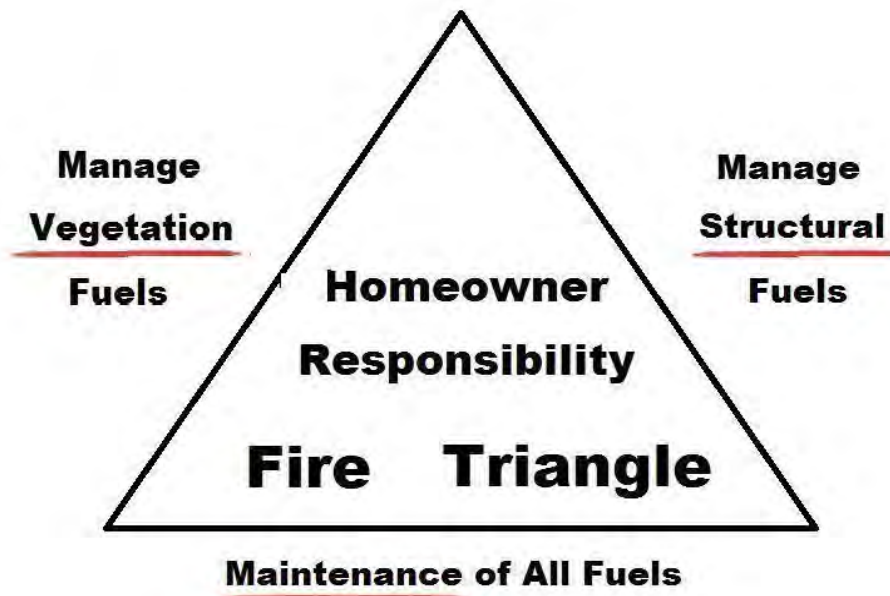 Manage
Vegetation
Fuels
Manage
Structural
Fuels
Homeowner
Responsibility
Fire Triangle
Maintenance of All Fuels